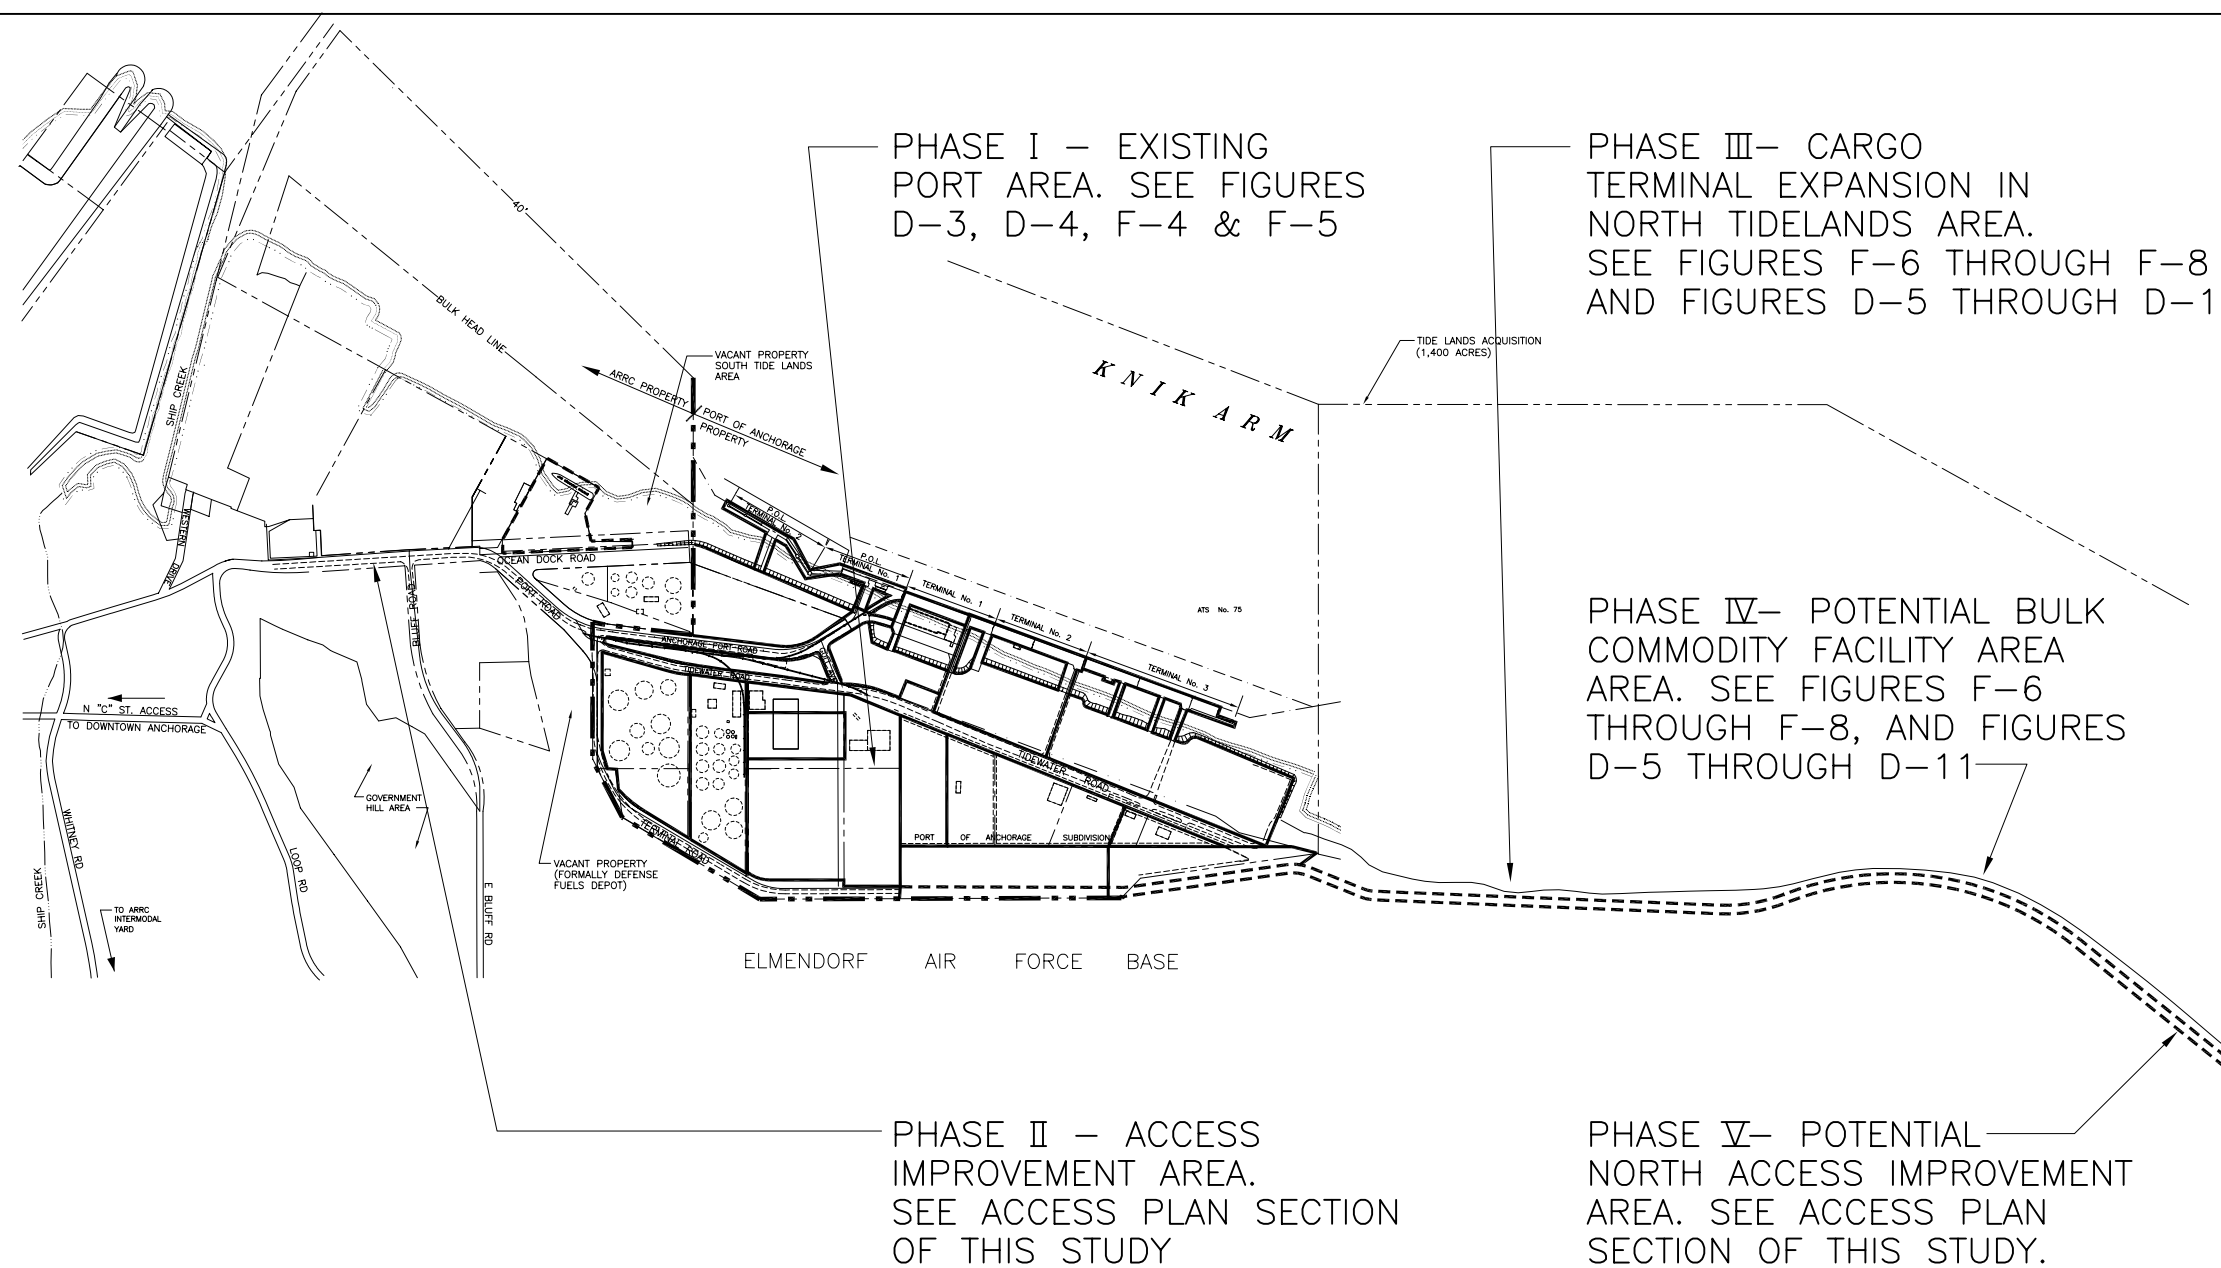 PHASE I – EXISTING
PORT AREA. SEE FIGURES
D–3, D–4, F–4 & F–5
PHASE III– CARGO
TERMINAL EXPANSION IN
NORTH TIDELANDS AREA.
SEE FIGURES F–6 THROUGH F–8
AND FIGURES D–5 THROUGH D–1
40'
BULK HEAD LINE
VACANT PROPERTY
SOUTH TIDE LANDS
AREA
TIDE LANDS ACQUISITION
(1,400 ACRES)
KNIK ARM
ARRC PROPERTY
PORT OF ANCHORAGE
PROPERTY
SHIP CREEK
WESTERN
DRIVE
P.O.L.
TERMINAL No. 2
P.O.L.
TERMINAL No. 1
TERMINAL No. 1
TERMINAL No. 2
TERMINAL No. 3
ATS No. 75
OCEAN DOCK ROAD
PORT ROAD
BLUFF ROAD
ANCHORAGE PORT ROAD
TIDEWATER ROAD
TIDEWATER ROAD
PHASE IV– POTENTIAL BULK
COMMODITY FACILITY AREA
AREA. SEE FIGURES F–6
THROUGH F–8, AND FIGURES
D–5 THROUGH D–11
N "C" ST. ACCESS
TO DOWNTOWN ANCHORAGE
GOVERNMENT
HILL AREA
WHITNEY RD
LOOP RD
E BLUFF RD
SHIP CREEK
TERMINAL ROAD
PORT OF ANCHORAGE SUBDIVISION
VACANT PROPERTY
(FORMALLY DEFENSE
FUELS DEPOT)
TO ARRC
INTERMODAL
YARD
ELMENDORF AIR FORCE BASE
PHASE II – ACCESS
IMPROVEMENT AREA.
SEE ACCESS PLAN SECTION
OF THIS STUDY
PHASE V– POTENTIAL
NORTH ACCESS IMPROVEMENT
AREA. SEE ACCESS PLAN
SECTION OF THIS STUDY.